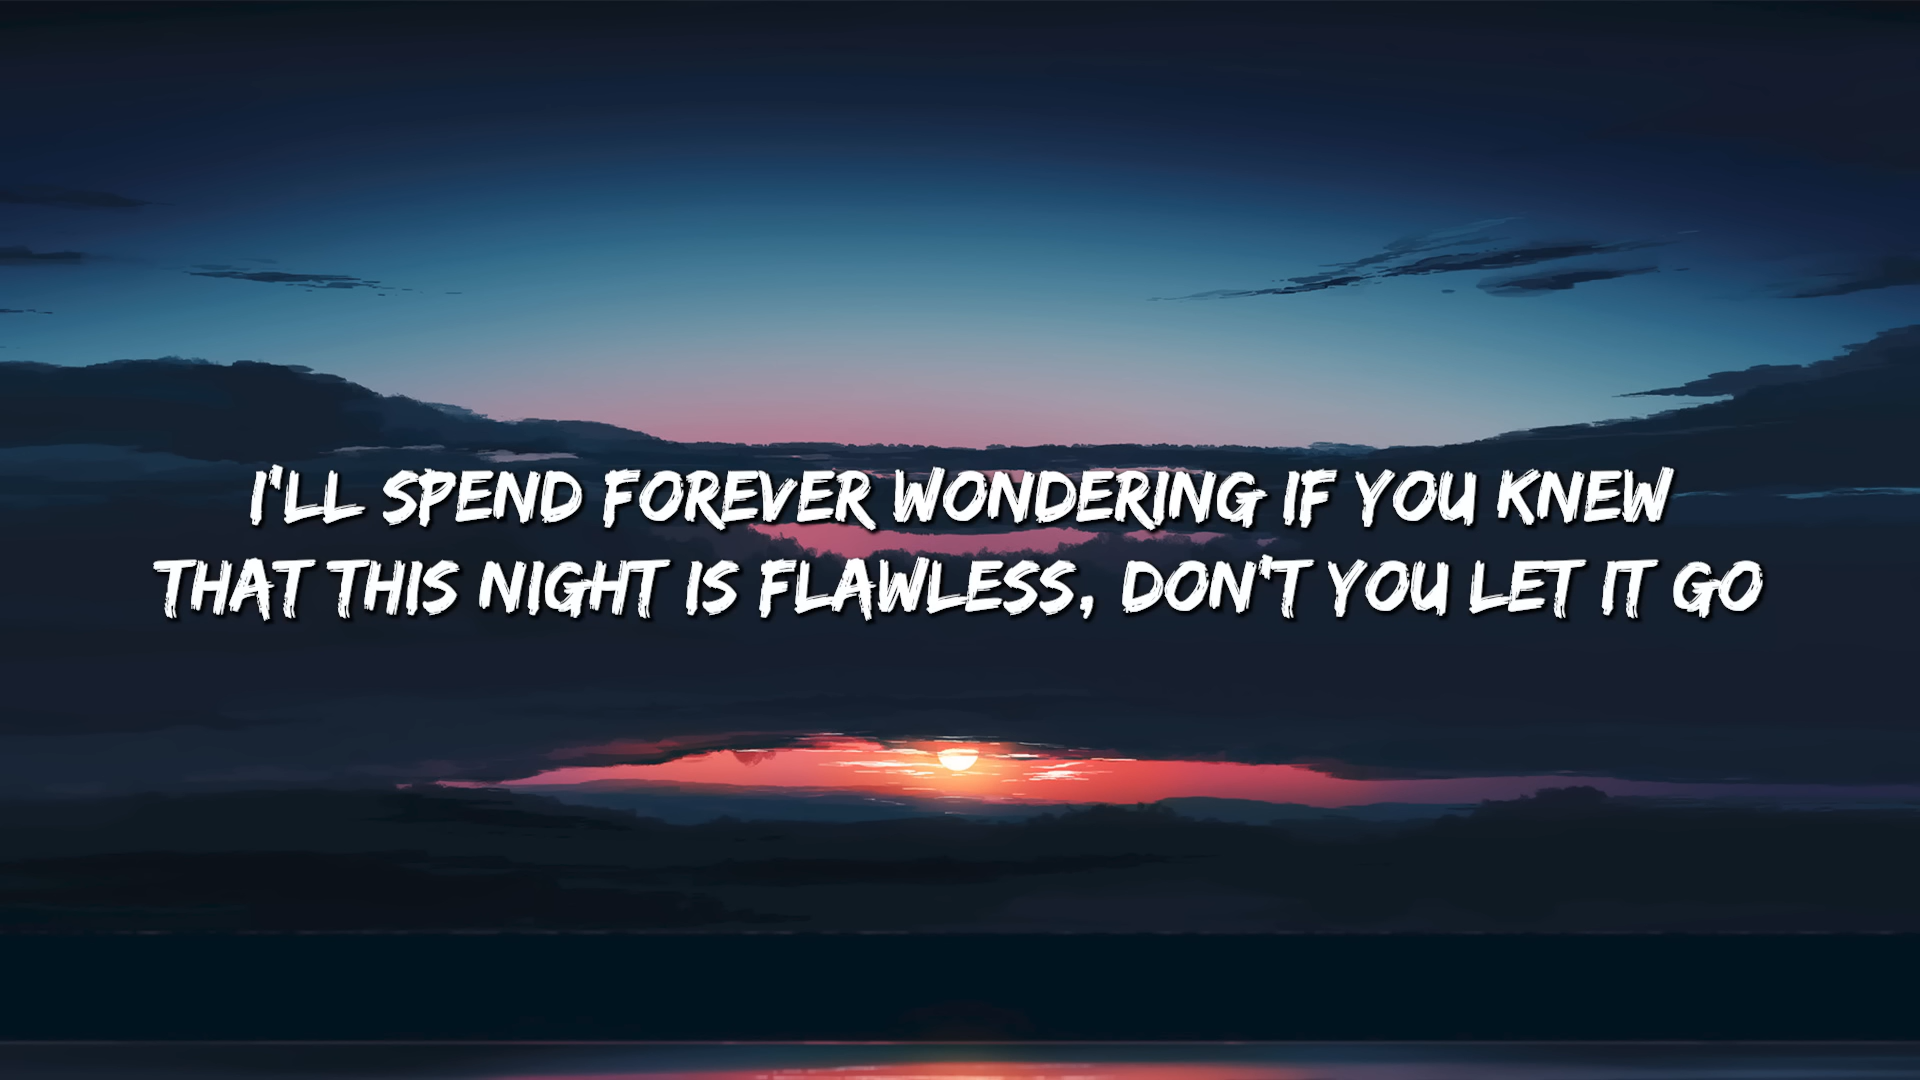 I'LL SPEND FOREVER WONDERING IF YOU KNEW
THAT THIS NIGHT IS FLAWLESS, DON'T YOU LET IT GO